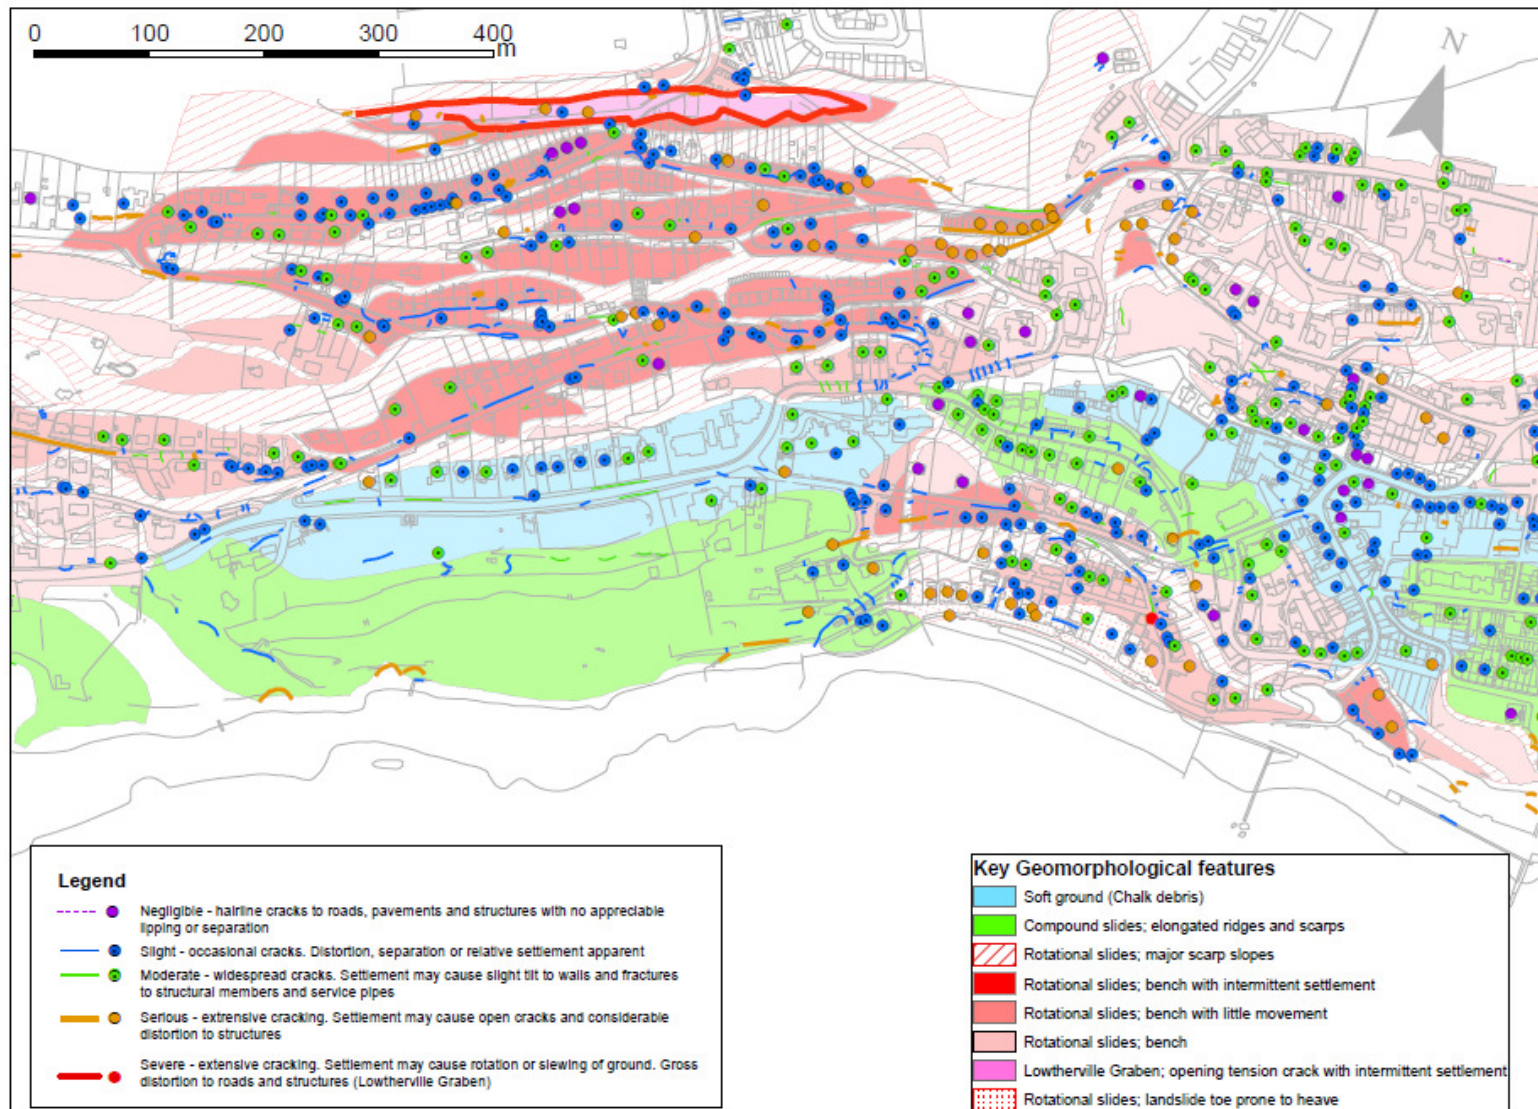 0 100 200 300 400
m
N
Legend
Negligible - hairline cracks to roads, pavements and structures with no appreciable
lipping or separation
Slight - occasional cracks. Distortion, separation or relative settlement apparent
Moderate - widespread cracks. Settlement may cause slight tilt to walls and fractures
to structural members and service pipes
Serious - extensive cracking. Settlement may cause open cracks and considerable
distortion to structures
Severe - extensive cracking. Settlement may cause rotation or slewing of ground. Gross
distortion to roads and structures (Lowtherville Graben)
Key Geomorphological features
Soft ground (Chalk debris)
Compound slides; elongated ridges and scarps
Rotational slides; major scarp slopes
Rotational slides; bench with intermittent settlement
Rotational slides; bench with little movement
Rotational slides; bench
Lowtherville Graben; opening tension crack with intermittent settlement
Rotational slides; landslide toe prone to heave